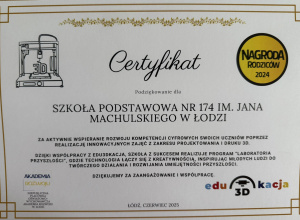 Certyfikat
NAGRODA
RODZICÓW
2024
Podziękowanie dla
SZKOŁA PODSTAWOWA NR 174 IM. JANA
MACHULSKIEGO W ŁODZI
ZA AKTYWNE WSPIERANIE ROZWOJU KOMPETENCJI CYFROWYCH SWOICH UCZNIÓW POPRZEZ
REALIZACJĘ INNOWACYJNYCH ZAJĘĆ Z ZAKRESU PROJEKTOWANIA I DRUKU 3D.
DZIĘKI WSPÓŁPRACY Z EDU3DKACJA, SZKOŁA Z SUKCESEM REALIZUJE PROGRAM "LABORATORIA
PRZYSZŁOŚCI", GDZIE TECHNOLOGIA ŁĄCZY SIĘ Z KREATYWNOŚCIĄ, INSPIRUJĄC MŁODYCH LUDZI DO
TWÓRCZEGO DZIAŁANIA I ROZWIJANIA UMIEJĘTNOŚCI PRZYSZŁOŚCI.
DZIĘKUJEMY ZA ZAANGAŻOWANIE I WSPÓŁPRACĘ.
AKADEMIA
edu3Dkacja
ŁÓDŹ, CZERWIEC 2025